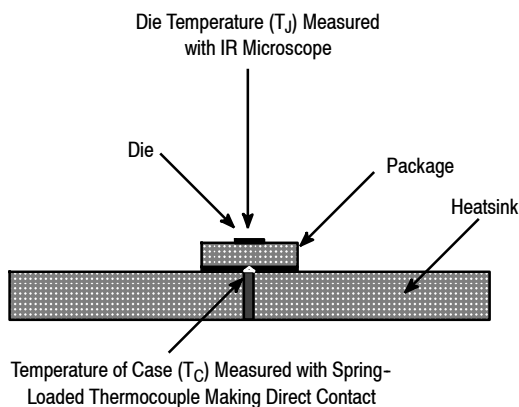 Die Temperature (TJ) Measured
with IR Microscope
Die
Package
Heatsink
Temperature of Case (TC) Measured with Spring-
Loaded Thermocouple Making Direct Contact